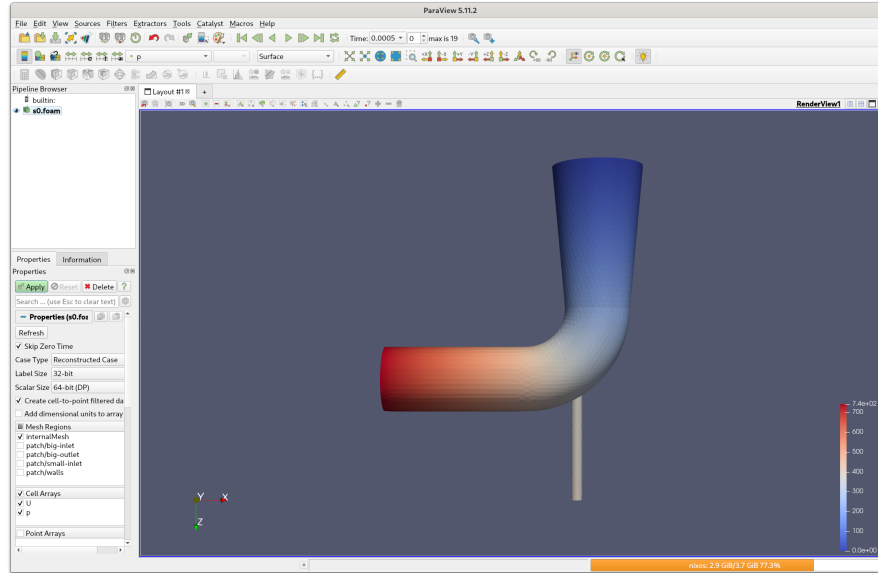 ParaView 5.11.2
File Edit View Sources Filters Extractors Tools Catalyst Macros Help
Time: 0.0005 0 max is 19
p Surface
Pipeline Browser
builtin:
s0.foam
Layout #1
+
RenderView1
Properties Information
Properties
Apply Reset Delete ?
Search ... (use Esc to clear text)
Properties (s0.foa
Refresh
Skip Zero Time
Case Type Reconstructed Case
Label Size 32-bit
Scalar Size 64-bit (DP)
Create cell-to-point filtered da
Add dimensional units to array
Mesh Regions
internalMesh
patch/big-inlet
patch/big-outlet
patch/small-inlet
patch/walls
Cell Arrays
U
p
Point Arrays
Y X
Z
7.4e+02
700
600
500
400
300
200
100
0.0e+00
nixos: 2.9 GiB/3.7 GiB 77.3%